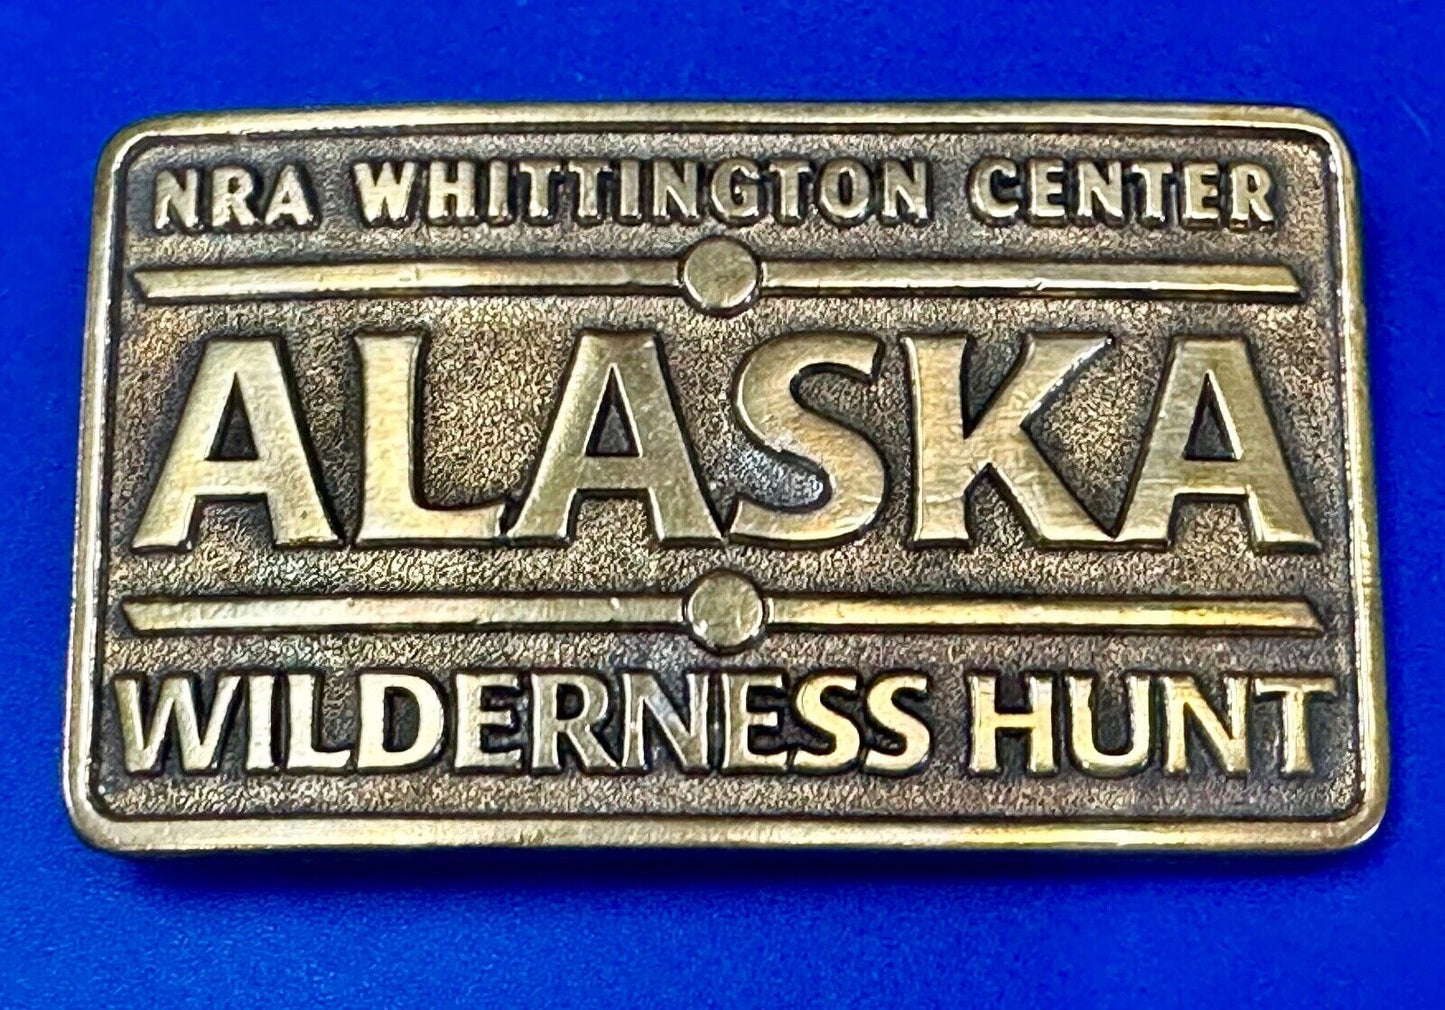 NRA WHITTINGTON CENTER
ALASKA
WILDERNESS HUNT